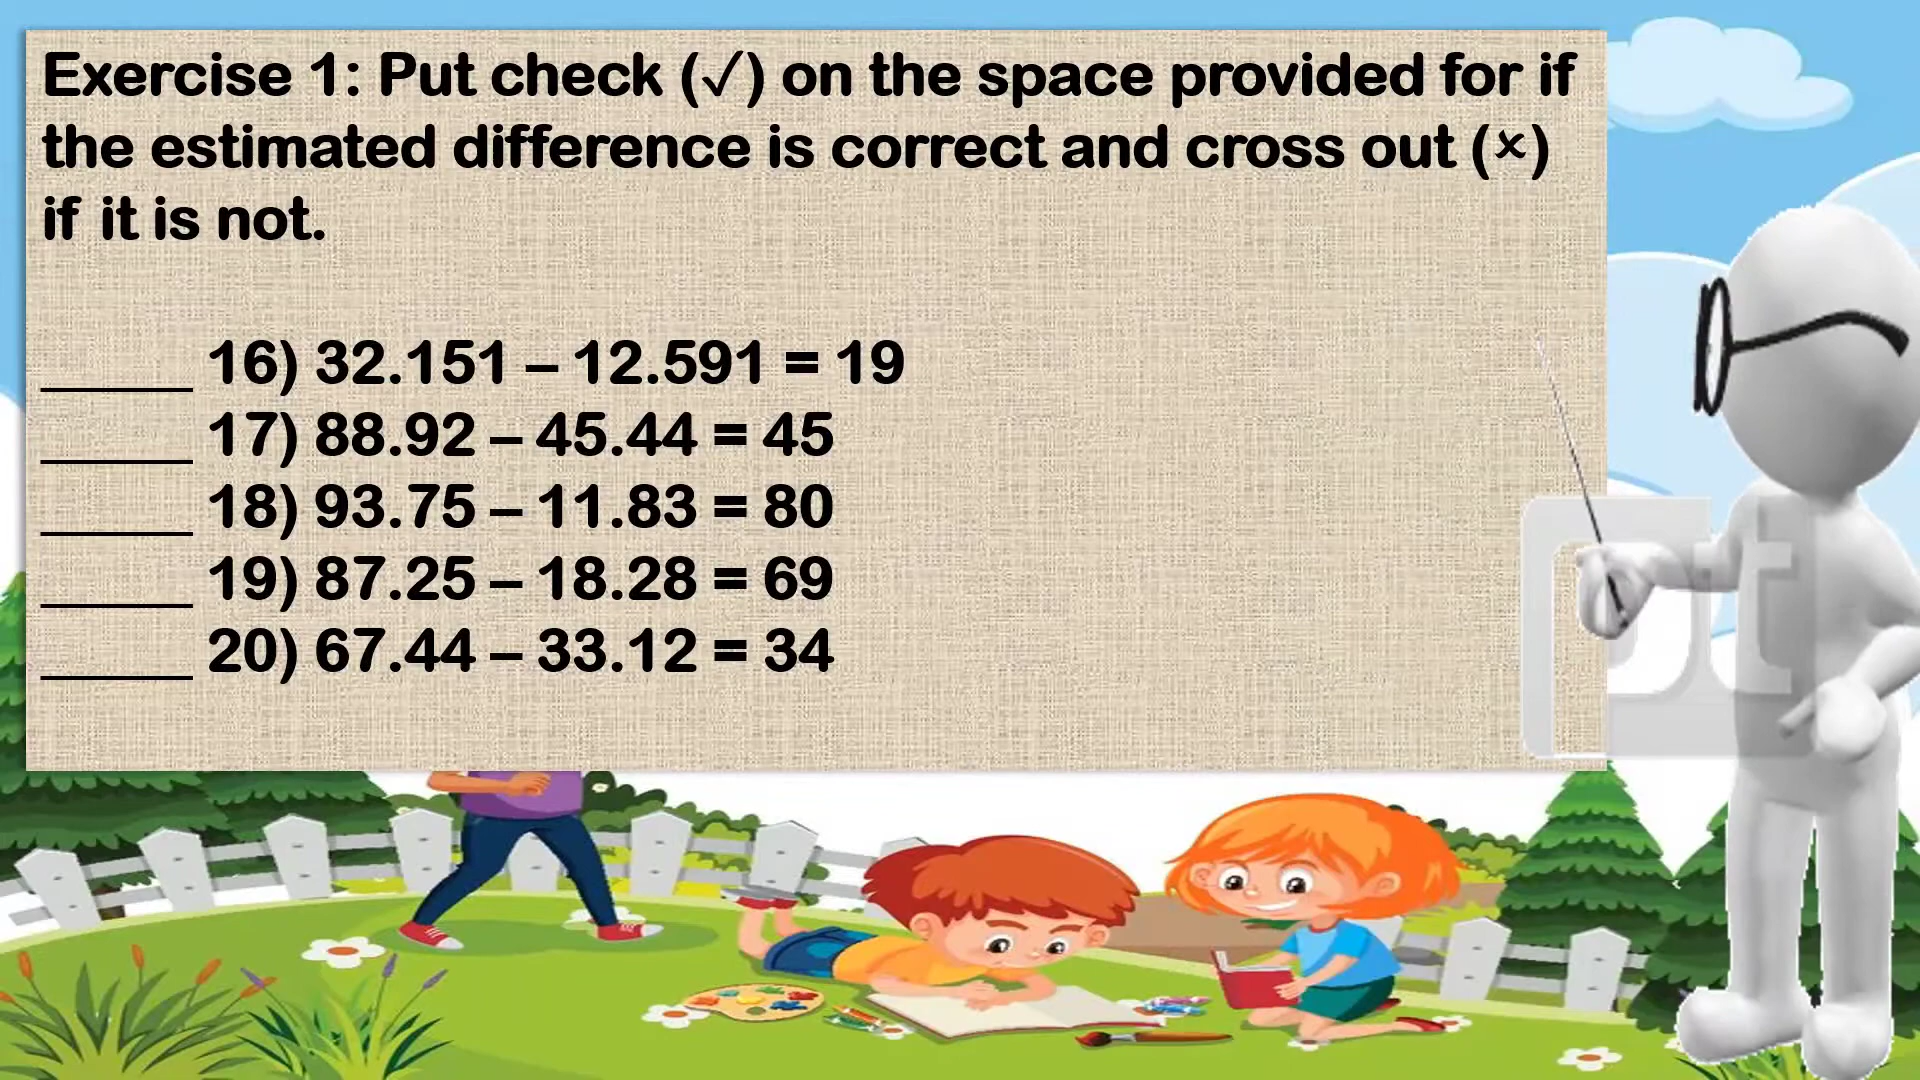 Exercise 1: Put check (✓) on the space provided for if
the estimated difference is correct and cross out (×)
if it is not.
_____ 16) 32.151 – 12.591 = 19
_____ 17) 88.92 – 45.44 = 45
_____ 18) 93.75 – 11.83 = 80
_____ 19) 87.25 – 18.28 = 69
_____ 20) 67.44 – 33.12 = 34